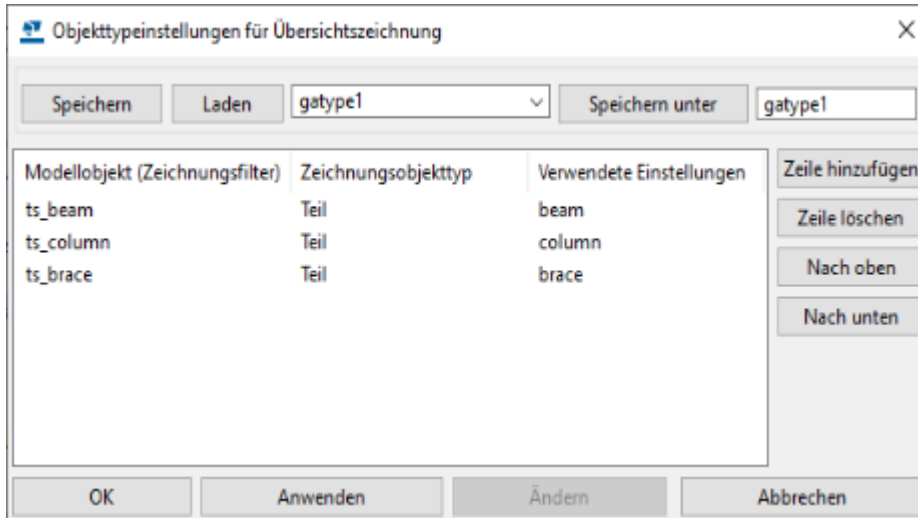 Objekttypeinstellungen für Übersichtszeichnung
Speichern Laden gatype1 Speichern unter gatype1
Modellobjekt (Zeichnungsfilter) Zeichnungsobjekttyp Verwendete Einstellungen Zeile hinzufügen
ts_beam Teil beam
Zeile löschen
ts_column Teil column
ts_brace Teil brace
Nach oben
Nach unten
OK Anwenden Ändern Abbrechen